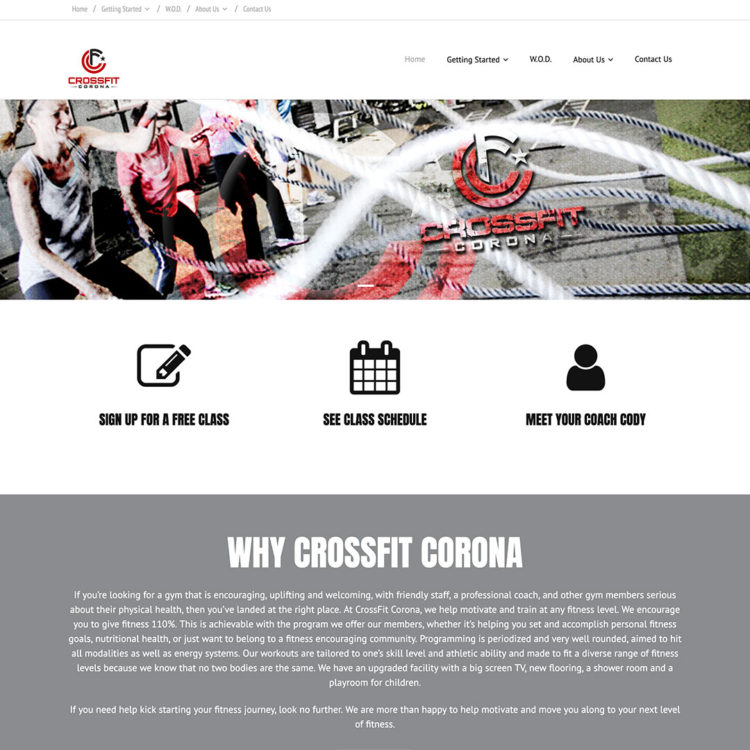 Home / Getting Started / W.O.D. / About Us / Contact Us
CROSSFIT
CORONA
Home Getting Started W.O.D. About Us Contact Us
CROSSFIT
CORONA
SIGN UP FOR A FREE CLASS
SEE CLASS SCHEDULE
MEET YOUR COACH CODY
WHY CROSSFIT CORONA
If you're looking for a gym that is encouraging, uplifting and welcoming, with friendly staff, a professional coach, and other gym members serious
about their physical health, then you've landed at the right place. At CrossFit Corona, we help motivate and train at any fitness level. We encourage
you to give fitness 110%. This is achievable with the program we offer our members, whether it's helping you set and accomplish personal fitness
goals, nutritional health, or just want to belong to a fitness encouraging community. Programming is periodized and very well rounded, aimed to hit
all modalities as well as energy systems. Our workouts are tailored to one's skill level and athletic ability and made to fit a diverse range of fitness
levels because we know that no two bodies are the same. We have an upgraded facility with a big screen TV, new flooring, a shower room and a
playroom for children.
If you need help kick starting your fitness journey, look no further. We are more than happy to help motivate and move you along to your next level
of fitness.